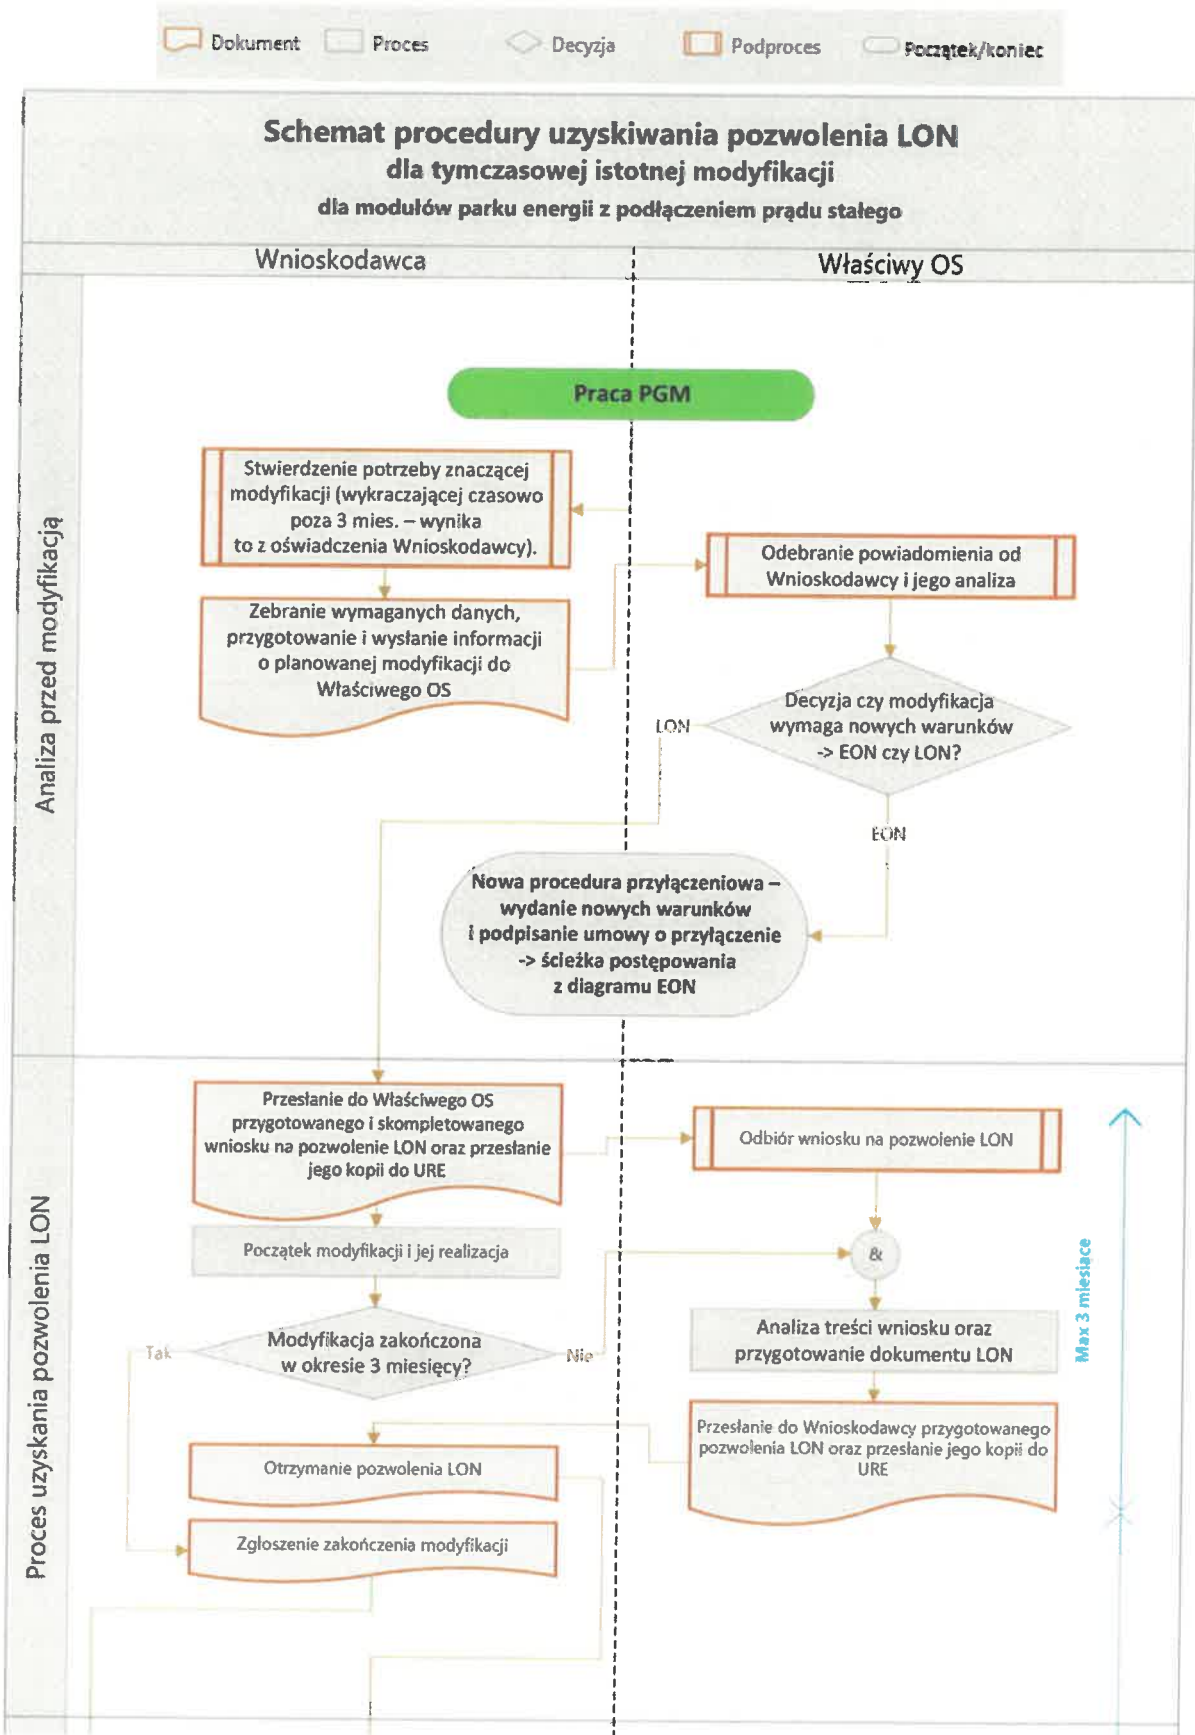 Dokument
Proces
Decyzja
Podproces
Początek/koniec
Schemat procedury uzyskiwania pozwolenia LON
dla tymczasowej istotnej modyfikacji
dla modułów parku energii z podłączeniem prądu stałego
Wnioskodawca
Właściwy OS
Analiza przed modyfikacją
Praca PGM
Stwierdzenie potrzeby znaczącej
modyfikacji (wykraczającej czasowo
poza 3 mies. – wynika
to z oświadczenia Wnioskodawcy).
Odebranie powiadomienia od
Wnioskodawcy i jego analiza
Zebranie wymaganych danych,
przygotowanie i wysłanie informacji
o planowanej modyfikacji do
Właściwego OS
Decyzja czy modyfikacja
wymaga nowych warunków
-> EON czy LON?
LON
EON
Nowa procedura przyłączeniowa –
wydanie nowych warunków
i podpisanie umowy o przyłączenie
-> ścieżka postępowania
z diagramu EON
Proces uzyskania pozwolenia LON
Przesłanie do Właściwego OS
przygotowanego i skompletowanego
wniosku na pozwolenie LON oraz przesłanie
jego kopii do URE
Odbiór wniosku na pozwolenie LON
Początek modyfikacji i jej realizacja
&
Modyfikacja zakończona
w okresie 3 miesięcy?
Tak
Nie
Analiza treści wniosku oraz
przygotowanie dokumentu LON
Max 3 miesiące
Przesłanie do Wnioskodawcy przygotowanego
pozwolenia LON oraz przesłanie jego kopii do
URE
Otrzymanie pozwolenia LON
Zgłoszenie zakończenia modyfikacji